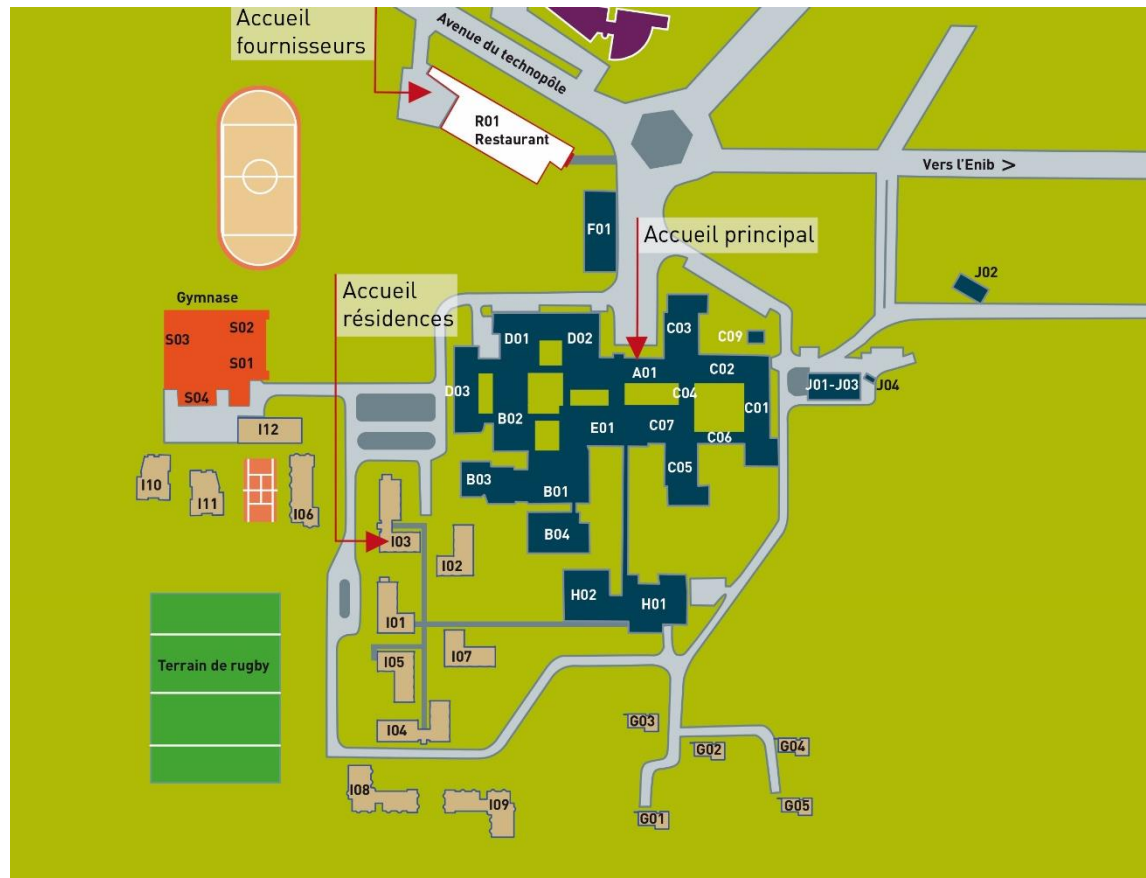 Accueil
fournisseurs
Avenue du technopôle
R01
Restaurant
Vers l'Enib >
F01
Accueil principal
J02
Accueil
résidences
Gymnase
S03
S02
S01
S04
D01
D02
C03
C09
A01
C02
D03
C04
J01-J03
J04
C01
B02
E01
C07
C06
I12
B03
C05
I10
I11
I06
B01
B04
I03
I02
H02
H01
I01
I05
I07
Terrain de rugby
I04
G03
G02
G04
I08
I09
G01
G05